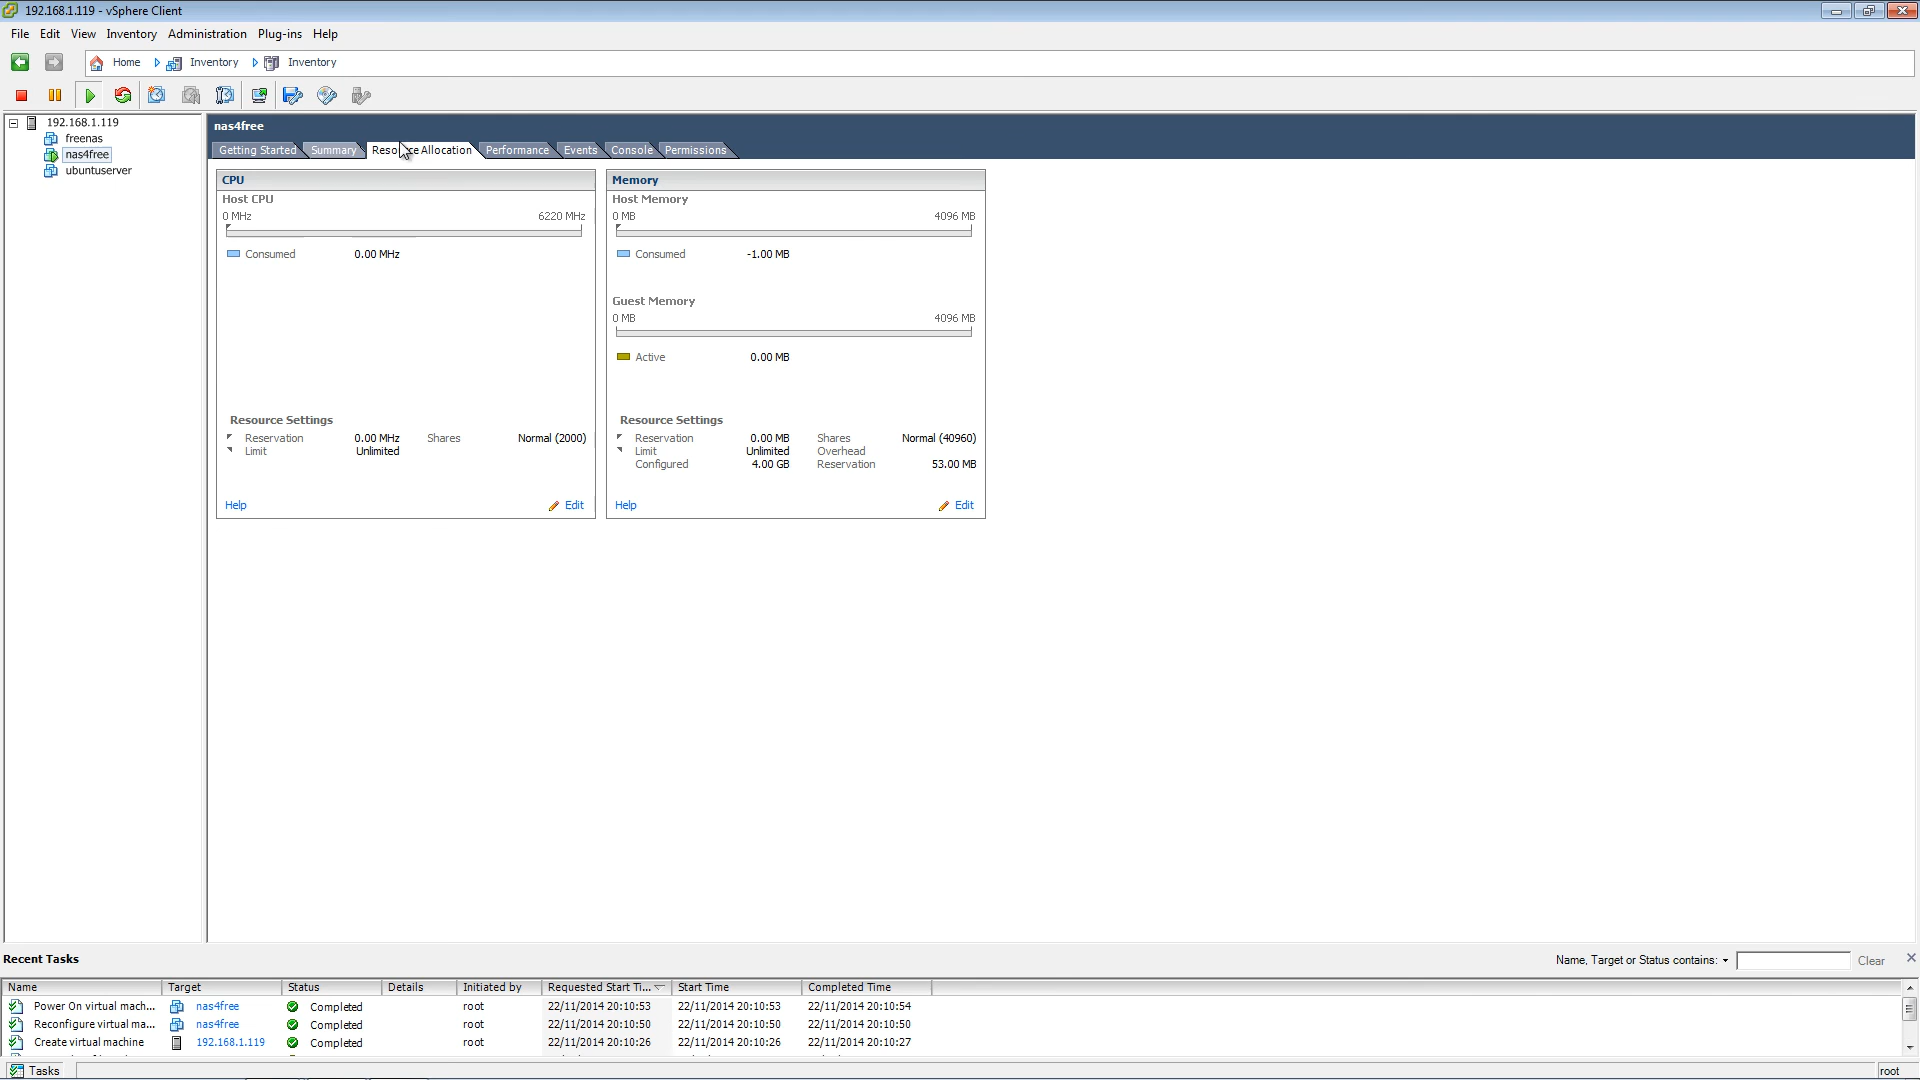 192.168.1.119 - vSphere Client
File Edit View Inventory Administration Plug-ins Help
Home Inventory Inventory
192.168.1.119
freenas
nas4free
ubuntuserver
nas4free
Getting Started Summary Resource Allocation Performance Events Console Permissions
CPU
Host CPU
0 MHz 6220 MHz
Consumed 0.00 MHz
Resource Settings
Reservation 0.00 MHz Shares Normal (2000)
Limit Unlimited
Help Edit
Memory
Host Memory
0 MB 4096 MB
Consumed -1.00 MB
Guest Memory
0 MB 4096 MB
Active 0.00 MB
Resource Settings
Reservation 0.00 MB Shares Normal (40960)
Limit Unlimited Overhead
Configured 4.00 GB Reservation 53.00 MB
Help Edit
Recent Tasks Name, Target or Status contains: Clear
Name Target Status Details Initiated by Requested Start Ti... Start Time Completed Time
Power On virtual mach... nas4free Completed root 22/11/2014 20:10:53 22/11/2014 20:10:53 22/11/2014 20:10:54
Reconfigure virtual ma... nas4free Completed root 22/11/2014 20:10:50 22/11/2014 20:10:50 22/11/2014 20:10:50
Create virtual machine 192.168.1.119 Completed root 22/11/2014 20:10:26 22/11/2014 20:10:26 22/11/2014 20:10:27
Tasks root